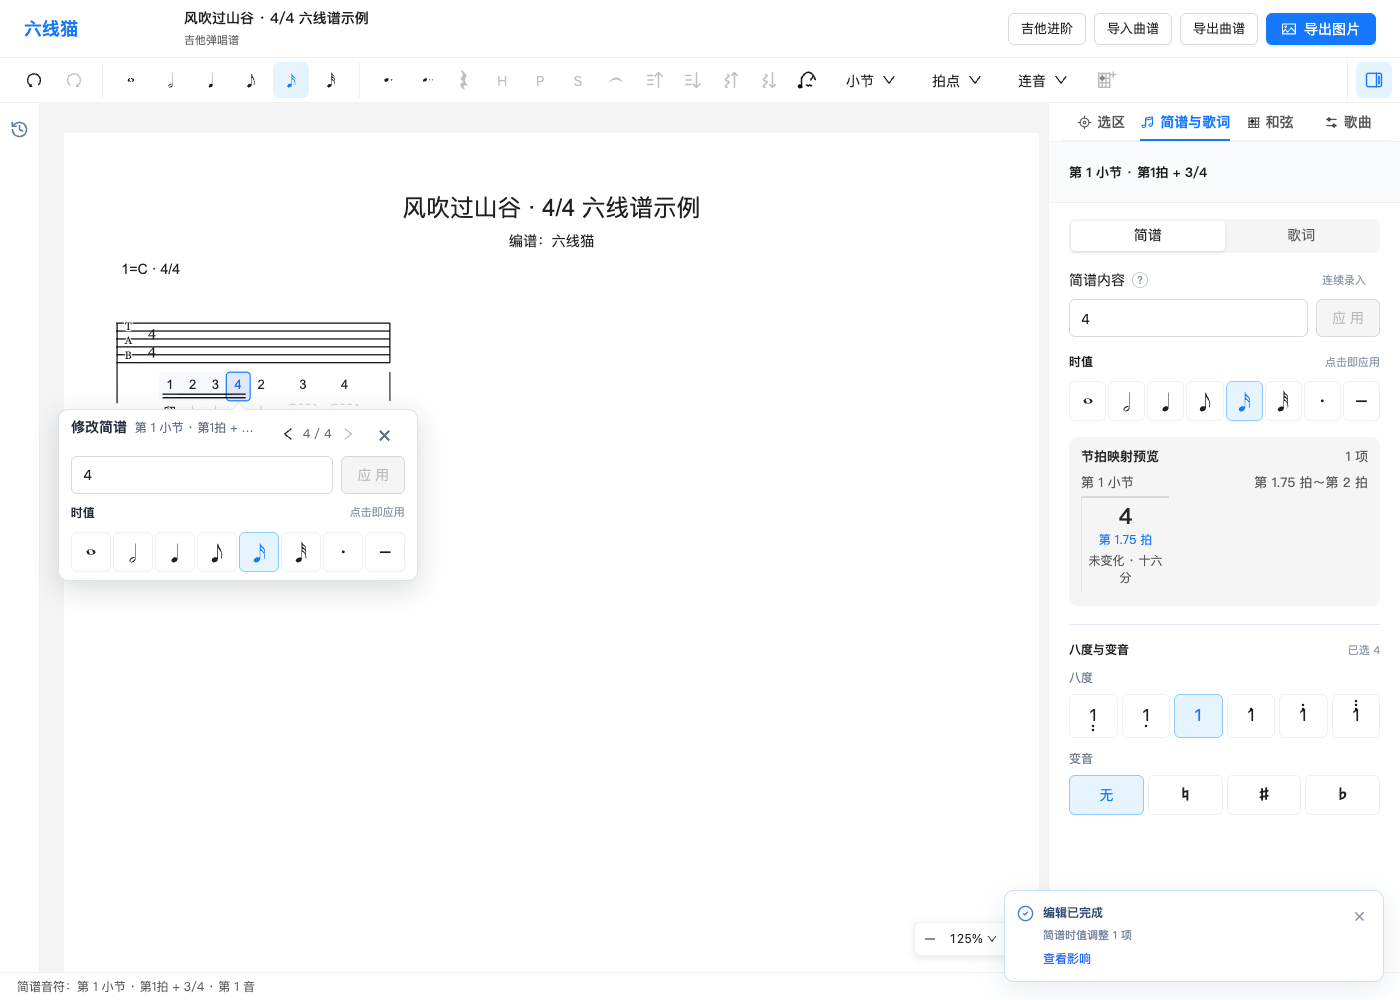 六线猫
风吹过山谷 · 4/4 六线谱示例
吉他弹唱谱
吉他进阶
导入曲谱
导出曲谱
导出图片
H P S 小节 拍点 连音
选区 简谱与歌词 和弦 歌曲
第 1 小节 · 第1拍 + 3/4
简谱 歌词
简谱内容 ? 连续录入
4 应 用
时值 点击即应用
节拍映射预览 1 项
第 1 小节 第 1.75 拍～第 2 拍
4
第 1.75 拍
未变化 · 十六
分
八度与变音 已选 4
八度
1 1 1 1 1 1
变音
无 ♮ ♯ ♭
风吹过山谷 · 4/4 六线谱示例
编谱：六线猫
1=C · 4/4
T
A
B
4
4
1 2 3 4 2 3 4
修改简谱 第 1 小节 · 第1拍 + ... 4 / 4
4 应 用
时值 点击即应用
125%
编辑已完成
简谱时值调整 1 项
查看影响
简谱音符：第 1 小节 · 第1拍 + 3/4 · 第 1 音